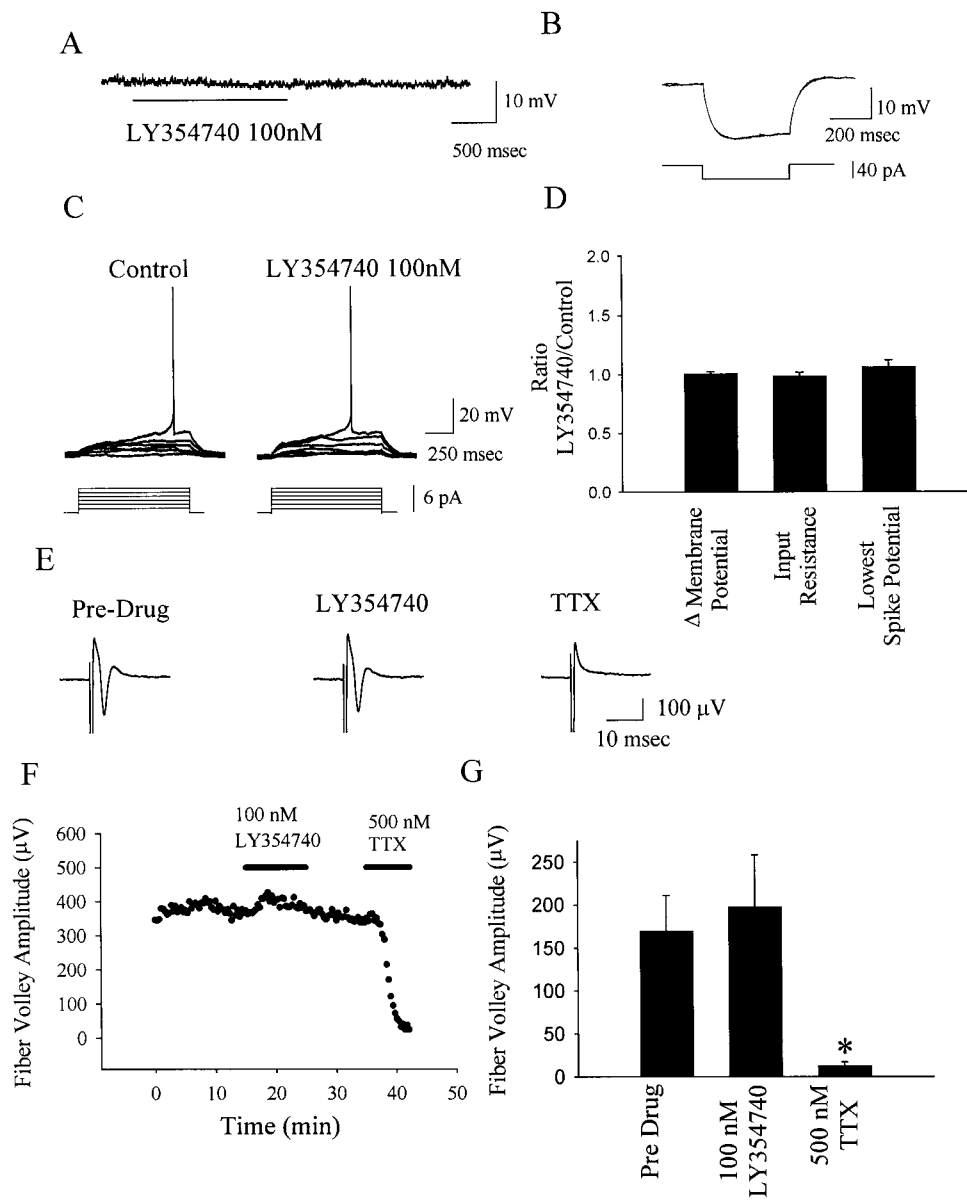 A
LY354740 100nM
10 mV
500 msec
B
10 mV
200 msec
40 pA
C
Control
LY354740 100nM
20 mV
250 msec
6 pA
D
Ratio
LY354740/Control
2.0
1.5
1.0
0.5
0.0
Δ Membrane
Potential
Input
Resistance
Lowest
Spike Potential
E
Pre-Drug
LY354740
TTX
100 µV
10 msec
F
Fiber Volley Amplitude (µV)
600
500
400
300
200
100
0
100 nM
LY354740
500 nM
TTX
0
10
20
30
40
50
Time (min)
G
Fiber Volley Amplitude (µV)
250
200
150
100
50
0
*
Pre Drug
100 nM
LY354740
500 nM
TTX